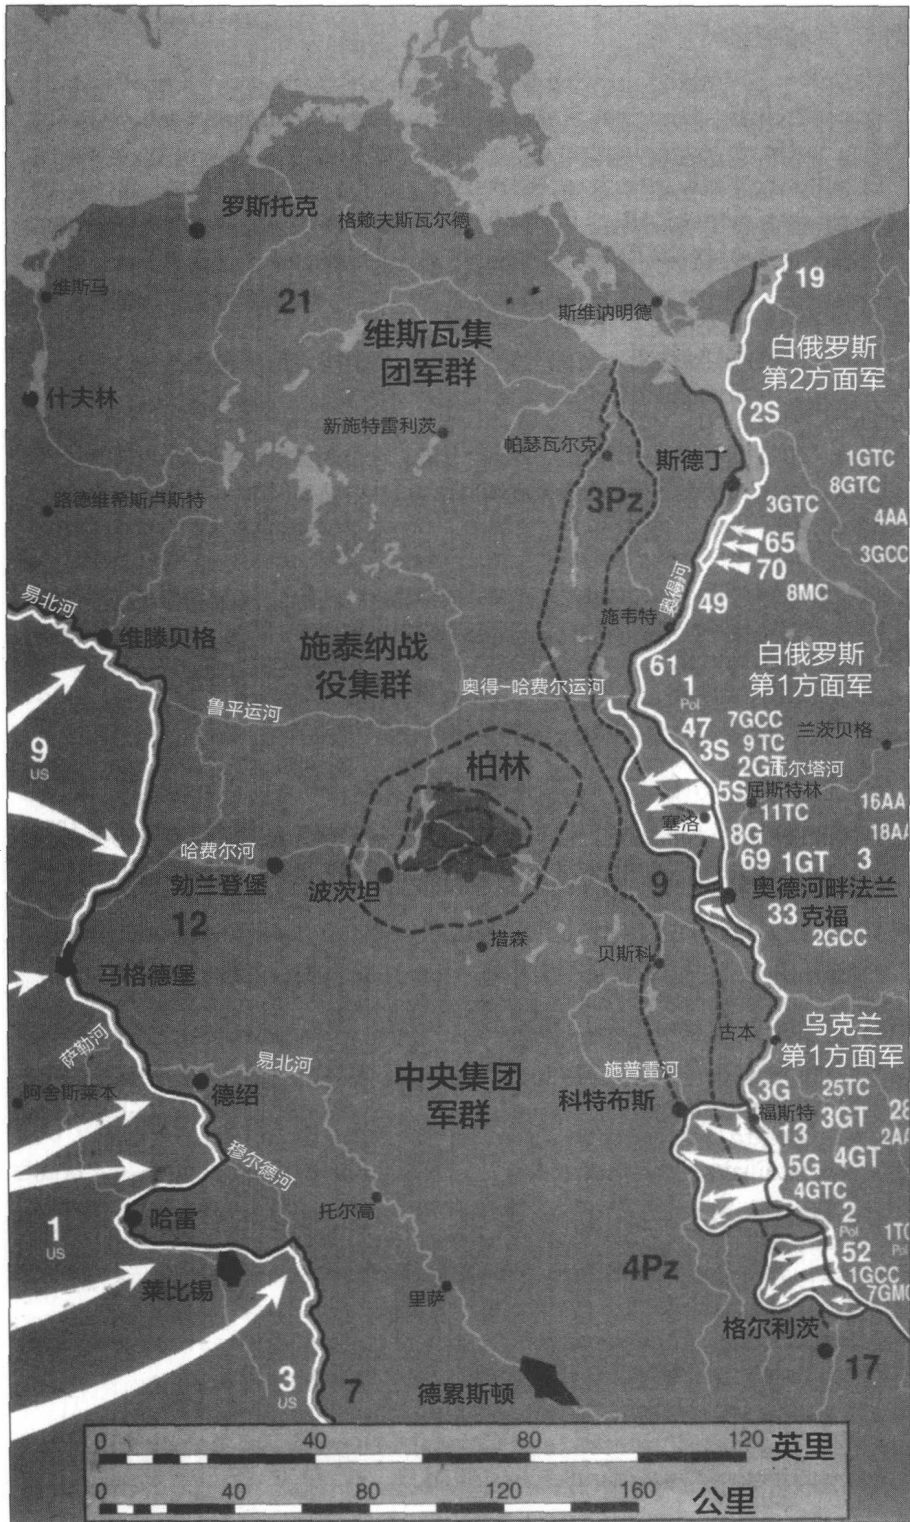 罗斯托克
格赖夫斯瓦尔德
19
维斯马
21
斯维讷明德
维斯瓦集
团军群
白俄罗斯
第2方面军
什夫林
2S
新施特雷利茨
帕瑟瓦尔克
斯德丁
1GTC
8GTC
路德维希斯卢斯特
3Pz
3GTC
4AA
65
3GCC
70
易北河
奥得河
49
8MC
施韦特
维滕贝格
施泰纳战
役集群
61
白俄罗斯
第1方面军
奥得-哈费尔运河
1
Pol
鲁平运河
47
7GCC
兰茨贝格
9
US
3S
9TC
柏林
2GT
瓦尔塔河
5S
屈斯特林
11TC
16AA
塞洛
8G
18AA
哈费尔河
69
1GT
3
勃兰登堡
波茨坦
9
奥德河畔法兰
克福
12
33
2GCC
措森
贝斯科
马格德堡
萨勒河
古本
乌克兰
第1方面军
易北河
中央集团
军群
施普雷河
阿舍斯莱本
德绍
科特布斯
3G
25TC
福斯特
3GT
28
13
2AA
穆尔德河
5G
4GT
4GTC
托尔高
哈雷
2
Pol
1TC
Pol
1
US
52
4Pz
1GCC
7GMC
莱比锡
里萨
格尔利茨
17
3
US
7
德累斯顿
0 40 80 120 英里
0 40 80 120 160 公里